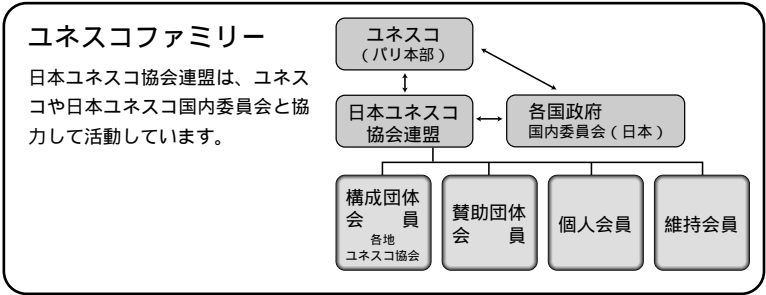 ユネスコファミリー
日本ユネスコ協会連盟は、ユネス
コや日本ユネスコ国内委員会と協
力して活動しています。
ユネスコ
(パリ本部)
日本ユネスコ
協会連盟
各国政府
国内委員会(日本)
構成団体
会　員
各地
ユネスコ協会
賛助団体
会　員
個人会員
維持会員